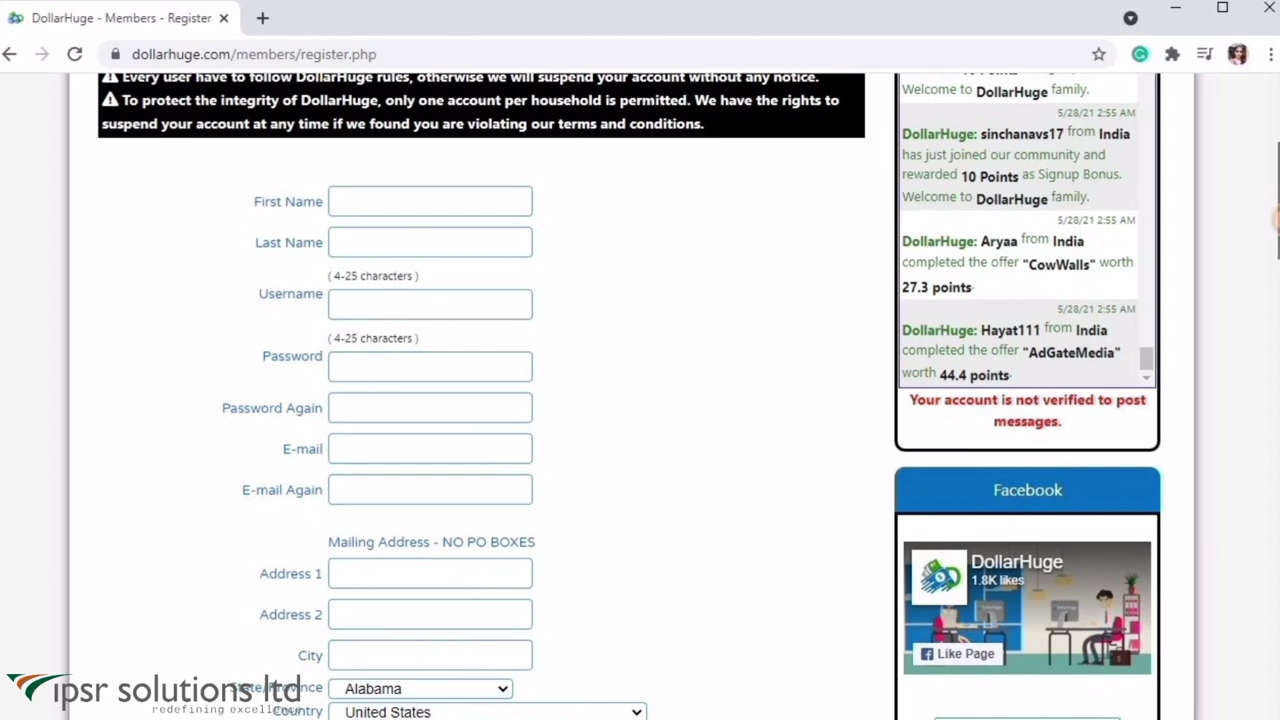 DollarHuge - Members - Register
dollarhuge.com/members/register.php
Every user have to follow DollarHuge rules, otherwise we will suspend your account without any notice.
To protect the integrity of DollarHuge, only one account per household is permitted. We have the rights to
suspend your account at any time if we found you are violating our terms and conditions.
First Name
Last Name
( 4-25 characters )
Username
( 4-25 characters )
Password
Password Again
E-mail
E-mail Again
Mailing Address - NO PO BOXES
Address 1
Address 2
City
State/Province
Alabama
Country
United States
Welcome to DollarHuge family.
5/28/21 2:55 AM
DollarHuge: sinchanavs17 from India
has just joined our community and
rewarded 10 Points as Signup Bonus.
Welcome to DollarHuge family.
5/28/21 2:55 AM
DollarHuge: Aryaa from India
completed the offer "CowWalls" worth
27.3 points.
5/28/21 2:55 AM
DollarHuge: Hayat111 from India
completed the offer "AdGateMedia"
worth 44.4 points.
Your account is not verified to post
messages.
Facebook
DollarHuge
1.8K likes
Like Page
ipsr solutions ltd
redefining excellence